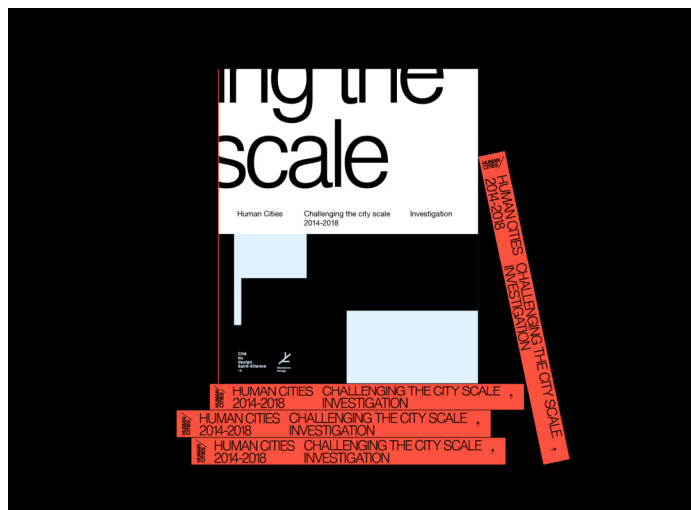 ing the
scale
Human Cities Challenging the city scale Investigation
2014-2018
Cité
du
design
Saint-Etienne
HUMAN
CITIES/
HUMAN CITIES CHALLENGING THE CITY SCALE
2014-2018 INVESTIGATION
HUMAN/
CITIES
HUMAN CITIES CHALLENGING THE CITY SCALE
2014-2018 INVESTIGATION
HUMAN/
CITIES
HUMAN CITIES CHALLENGING THE CITY SCALE
2014-2018 INVESTIGATION
HUMAN/
CITIES
HUMAN CITIES CHALLENGING THE CITY SCALE
2014-2018 INVESTIGATION